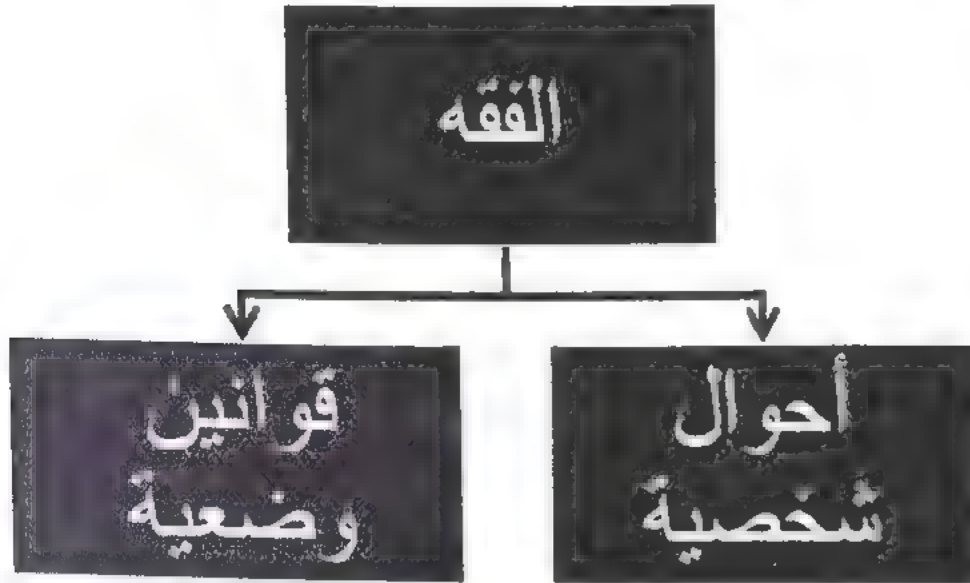 الفقه
أحوال
شخصية
قوانين
وضعية